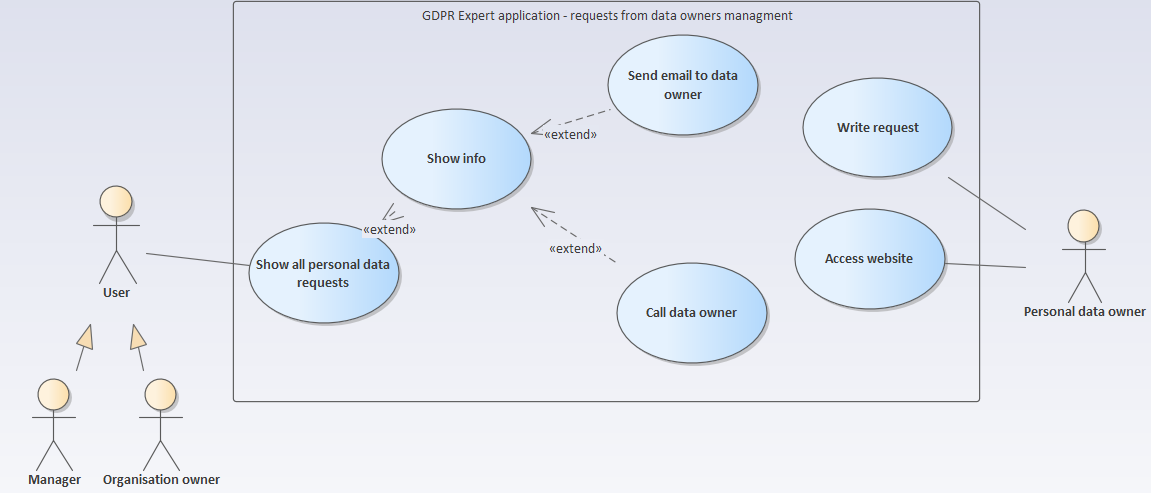 GDPR Expert application - requests from data owners managment
Send email to data
owner
Write request
«extend»
Show info
«extend»
Show all personal data
requests
«extend»
Access website
User
Call data owner
Personal data owner
Manager
Organisation owner